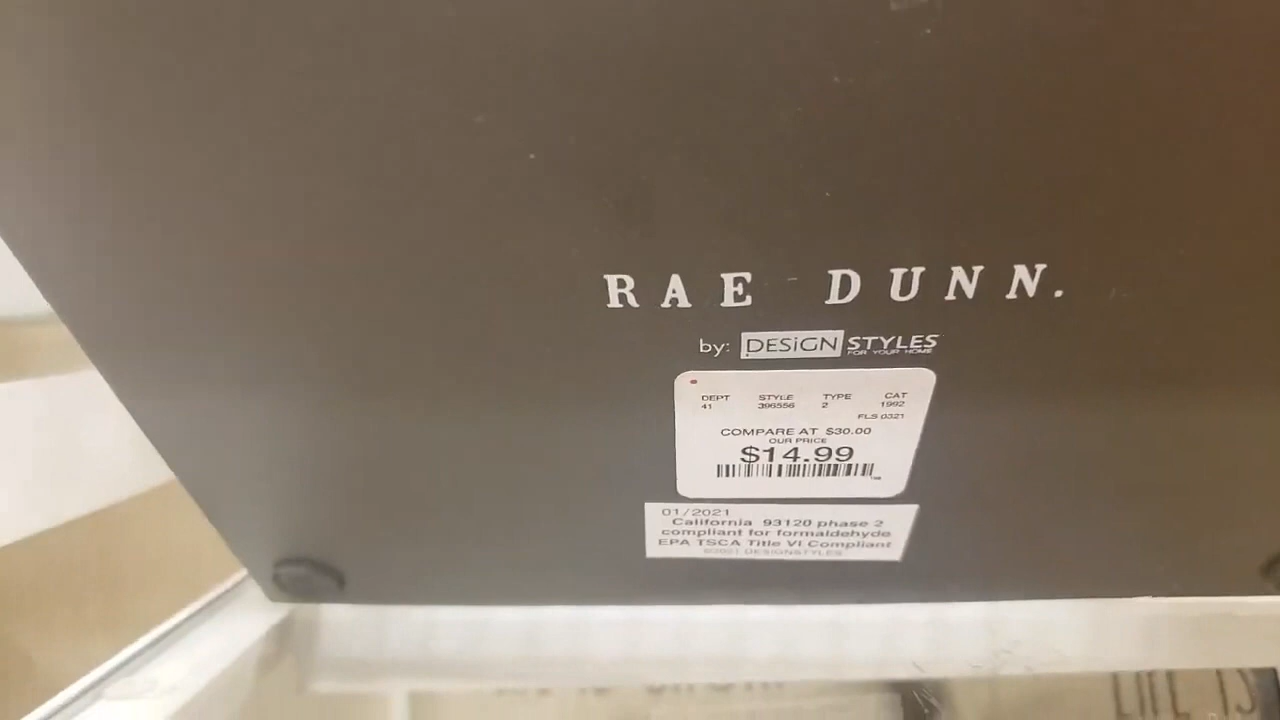 RAE DUNN.
by: DESiGN STYLES
FOR YOUR HOME
DEPT STYLE TYPE CAT
41 396556 2 1992
FLS 0321
COMPARE AT $30.00
OUR PRICE
$14.99
01/2021
California 93120 phase 2
compliant for formaldehyde
EPA TSCA Title VI Compliant
©2021 DESIGNSTYLES
LIFE IS